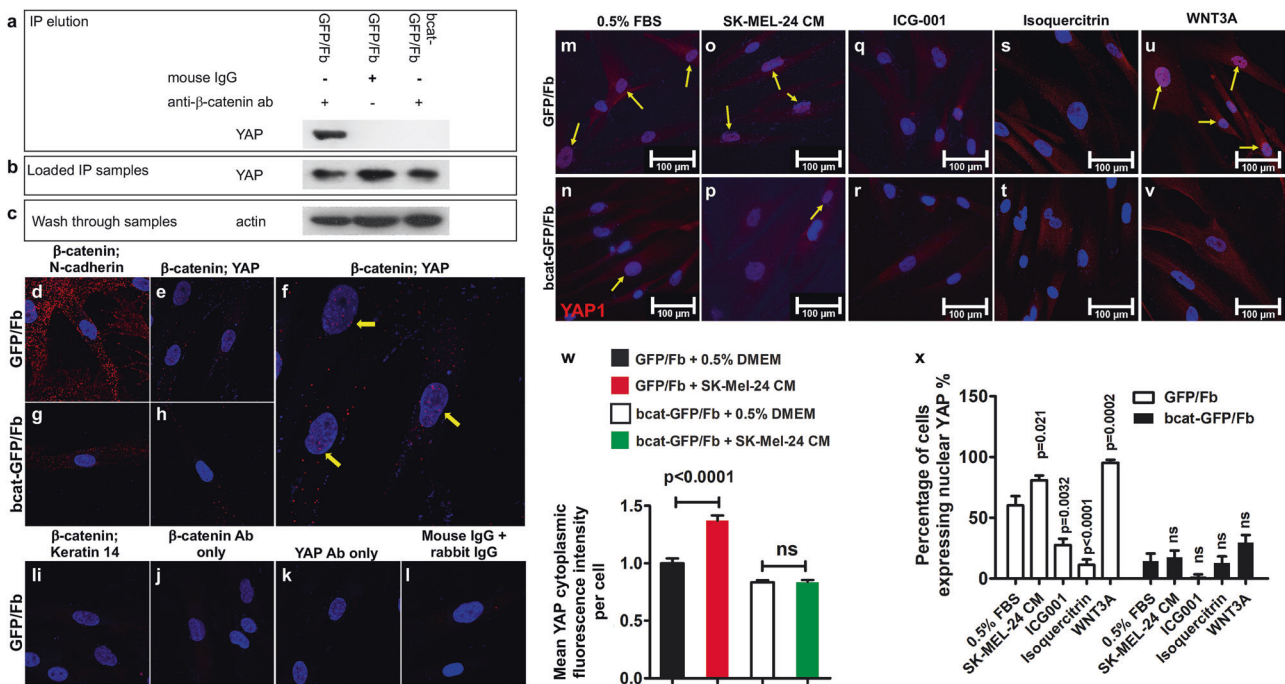 a IP elution
GFP/Fb
GFP/Fb
bcat-
GFP/Fb
mouse IgG - + -
anti-β-catenin ab + - +
YAP
b Loaded IP samples YAP
c Wash through samples actin
β-catenin;
N-cadherin
β-catenin; YAP
β-catenin; YAP
d
e
f
GFP/Fb
g
h
bcat-GFP/Fb
β-catenin;
Keratin 14
β-catenin Ab
only
YAP Ab only
Mouse IgG +
rabbit IgG
Ii
j
k
l
GFP/Fb
0.5% FBS
SK-MEL-24 CM
ICG-001
Isoquercitrin
WNT3A
m
o
q
s
u
GFP/Fb
100 µm
100 µm
100 µm
100 µm
100 µm
n
p
r
t
v
bcat-GFP/Fb
YAP1
100 µm
100 µm
100 µm
100 µm
100 µm
w
GFP/Fb + 0.5% DMEM
GFP/Fb + SK-Mel-24 CM
bcat-GFP/Fb + 0.5% DMEM
bcat-GFP/Fb + SK-Mel-24 CM
p<0.0001
ns
Mean YAP cytoplasmic
fluorescence intensity
per cell
1.5
1.0
0.5
0.0
x
GFP/Fb
bcat-GFP/Fb
Percentage of cells
expressing nuclear YAP %
100
50
0
p=0.021
p=0.0032
p<0.0001
p=0.0002
ns
ns
ns
ns
0.5% FBS
SK-MEL-24 CM
ICG001
Isoquercitrin
WNT3A
0.5% FBS
SK-MEL-24 CM
ICG001
Isoquercitrin
WNT3A